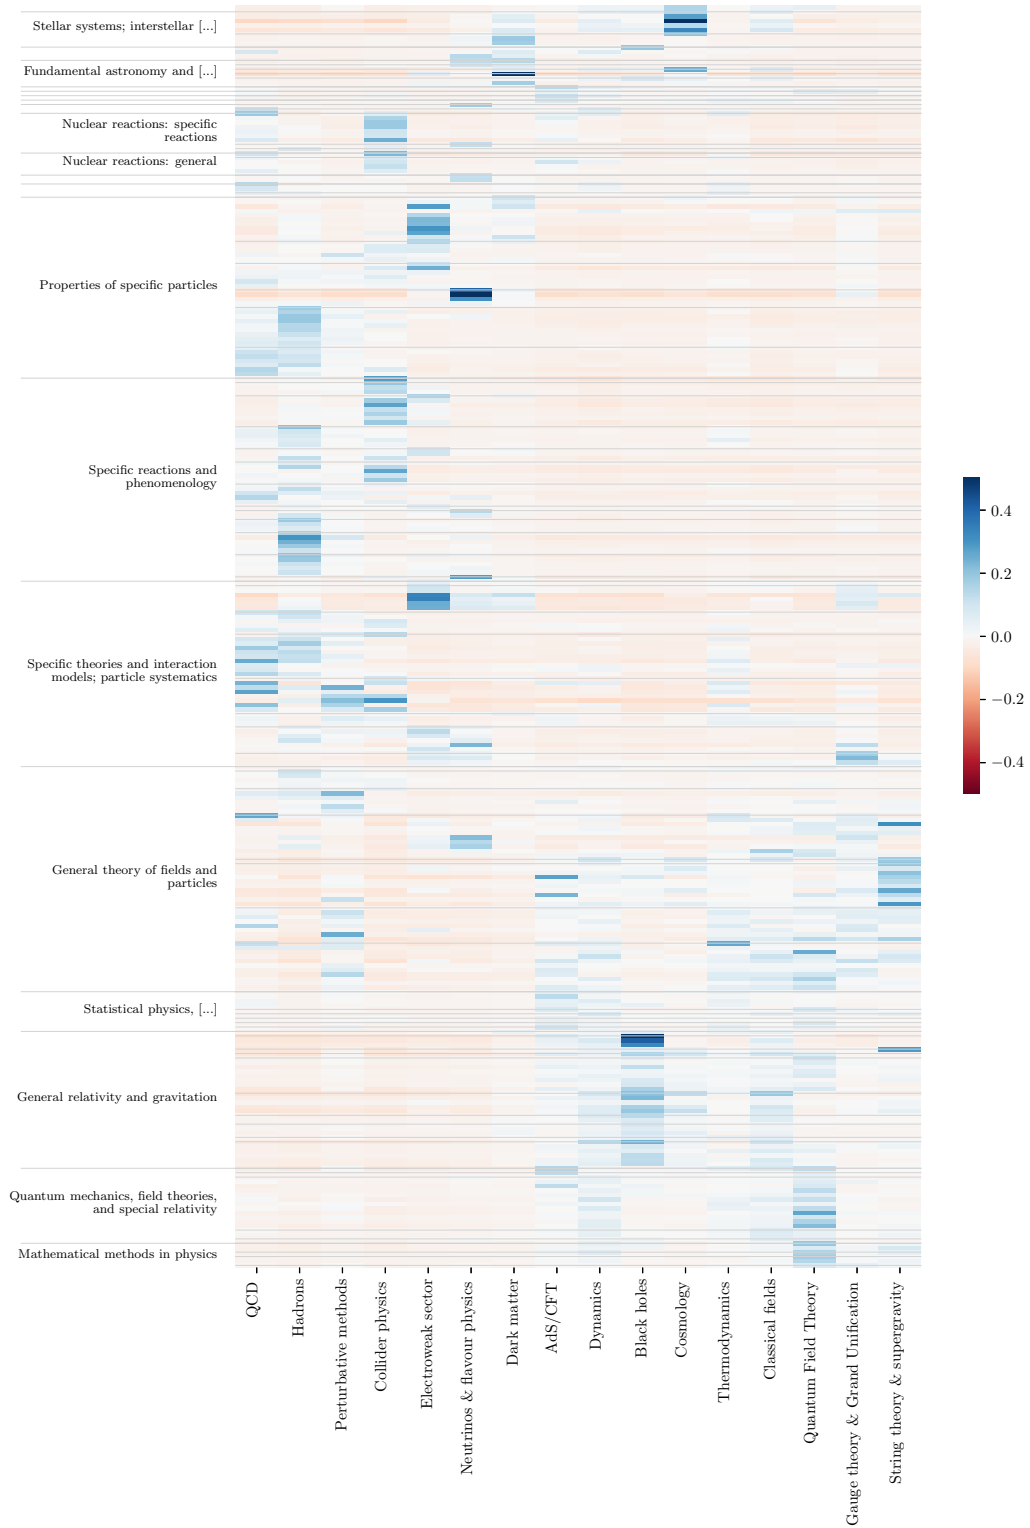 Stellar systems; interstellar [...]
Fundamental astronomy and [...]
Nuclear reactions: specific
reactions
Nuclear reactions: general
Properties of specific particles
Specific reactions and
phenomenology
Specific theories and interaction
models; particle systematics
General theory of fields and
particles
Statistical physics, [...]
General relativity and gravitation
Quantum mechanics, field theories,
and special relativity
Mathematical methods in physics
0.4
0.2
0.0
−0.2
−0.4
QCD
Hadrons
Perturbative methods
Collider physics
Electroweak sector
Neutrinos & flavour physics
Dark matter
AdS/CFT
Dynamics
Black holes
Cosmology
Thermodynamics
Classical fields
Quantum Field Theory
Gauge theory & Grand Unification
String theory & supergravity